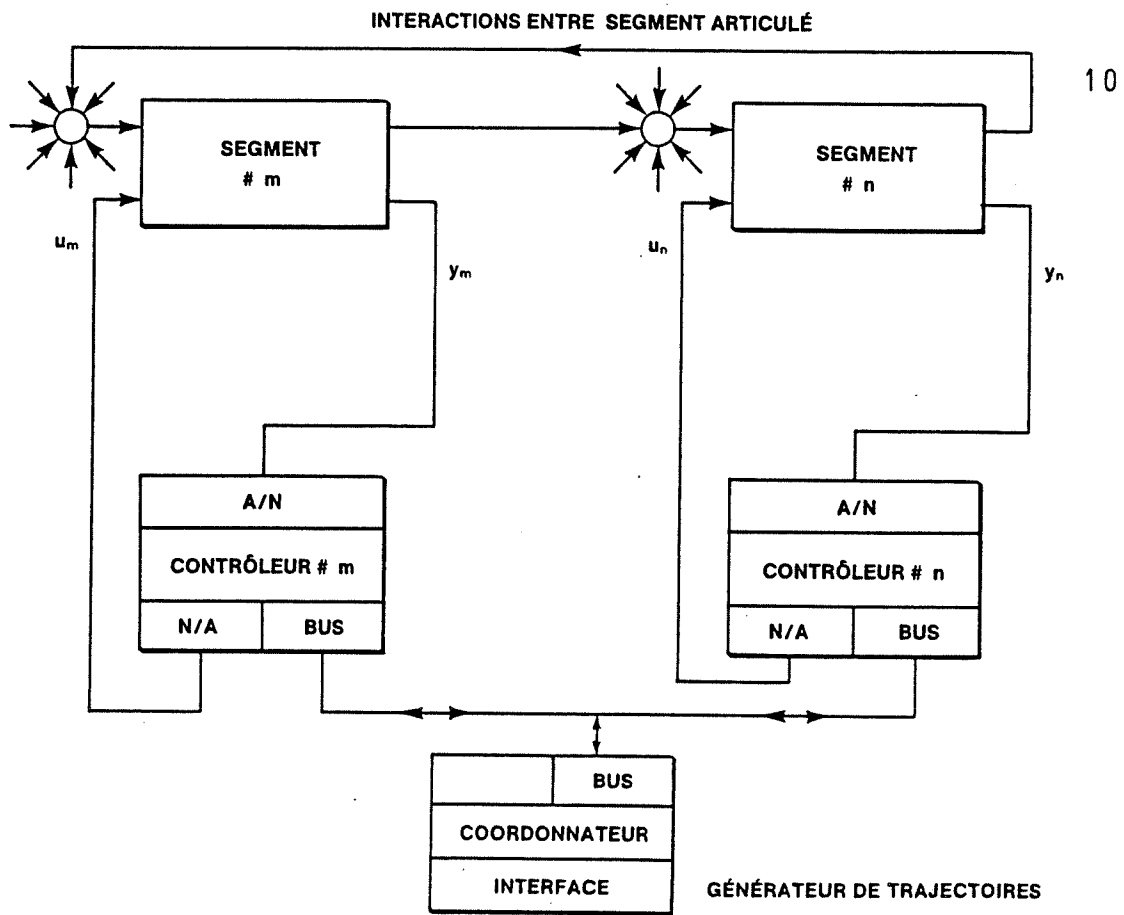 INTERACTIONS ENTRE SEGMENT ARTICULÉ
10
SEGMENT
# m
SEGMENT
# n
uₘ
yₘ
uₙ
yₙ
A/N
CONTRÔLEUR # m
N/A BUS
A/N
CONTRÔLEUR # n
N/A BUS
BUS
COORDONNATEUR
INTERFACE
GÉNÉRATEUR DE TRAJECTOIRES